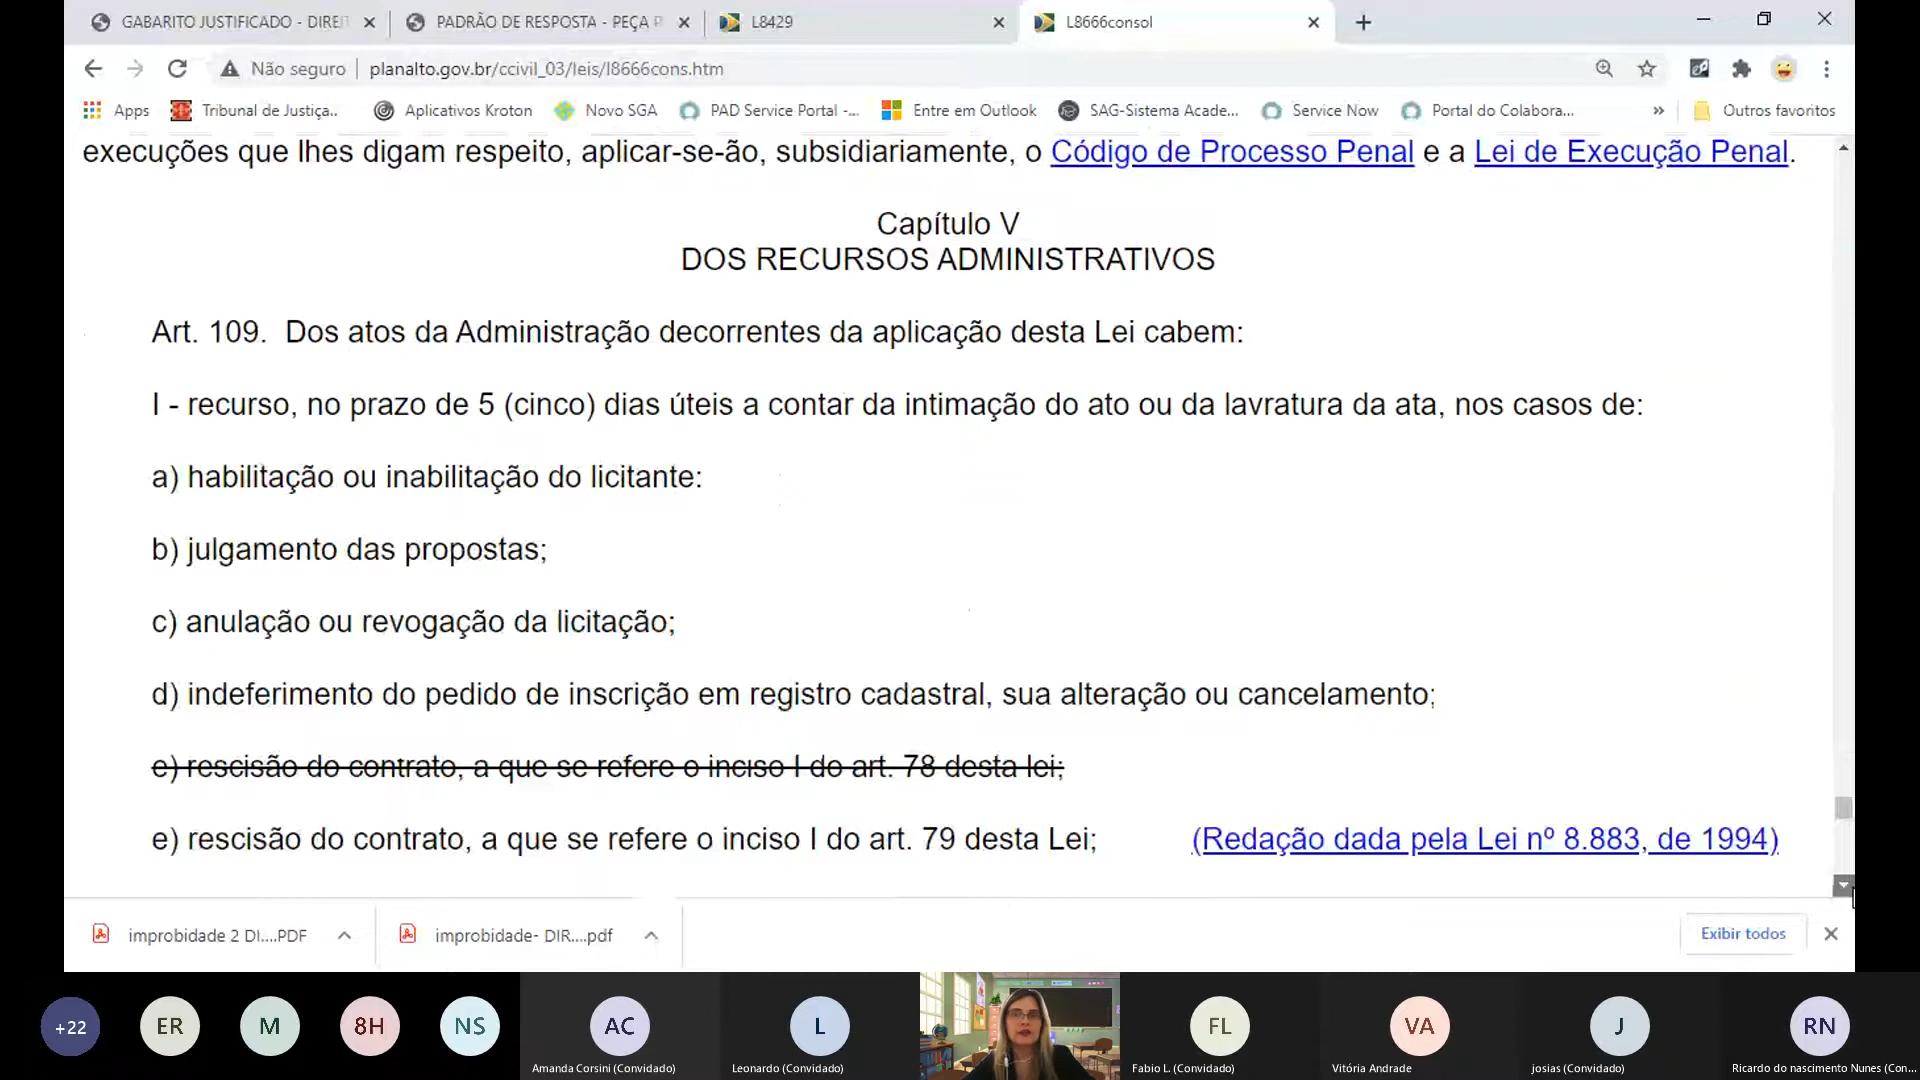 GABARITO JUSTIFICADO - DIREI
PADRÃO DE RESPOSTA - PEÇA P
L8429
L8666consol
Não seguro
planalto.gov.br/ccivil_03/leis/l8666cons.htm
Apps
Tribunal de Justiça...
Aplicativos Kroton
Novo SGA
PAD Service Portal -...
Entre em Outlook
SAG-Sistema Acade...
Service Now
Portal do Colabora...
»
Outros favoritos
execuções que lhes digam respeito, aplicar-se-ão, subsidiariamente, o Código de Processo Penal e a Lei de Execução Penal.
Capítulo V
DOS RECURSOS ADMINISTRATIVOS
Art. 109. Dos atos da Administração decorrentes da aplicação desta Lei cabem:
I - recurso, no prazo de 5 (cinco) dias úteis a contar da intimação do ato ou da lavratura da ata, nos casos de:
a) habilitação ou inabilitação do licitante:
b) julgamento das propostas;
c) anulação ou revogação da licitação;
d) indeferimento do pedido de inscrição em registro cadastral, sua alteração ou cancelamento;
e) rescisão do contrato, a que se refere o inciso I do art. 78 desta lei;
e) rescisão do contrato, a que se refere o inciso I do art. 79 desta Lei; (Redação dada pela Lei nº 8.883, de 1994)
improbidade 2 DI....PDF
improbidade- DIR....pdf
Exibir todos
+22
ER
M
8H
NS
AC
L
FL
VA
J
RN
Amanda Corsini (Convidado)
Leonardo (Convidado)
Fabio L. (Convidado)
Vitória Andrade
josias (Convidado)
Ricardo do nascimento Nunes (Con...